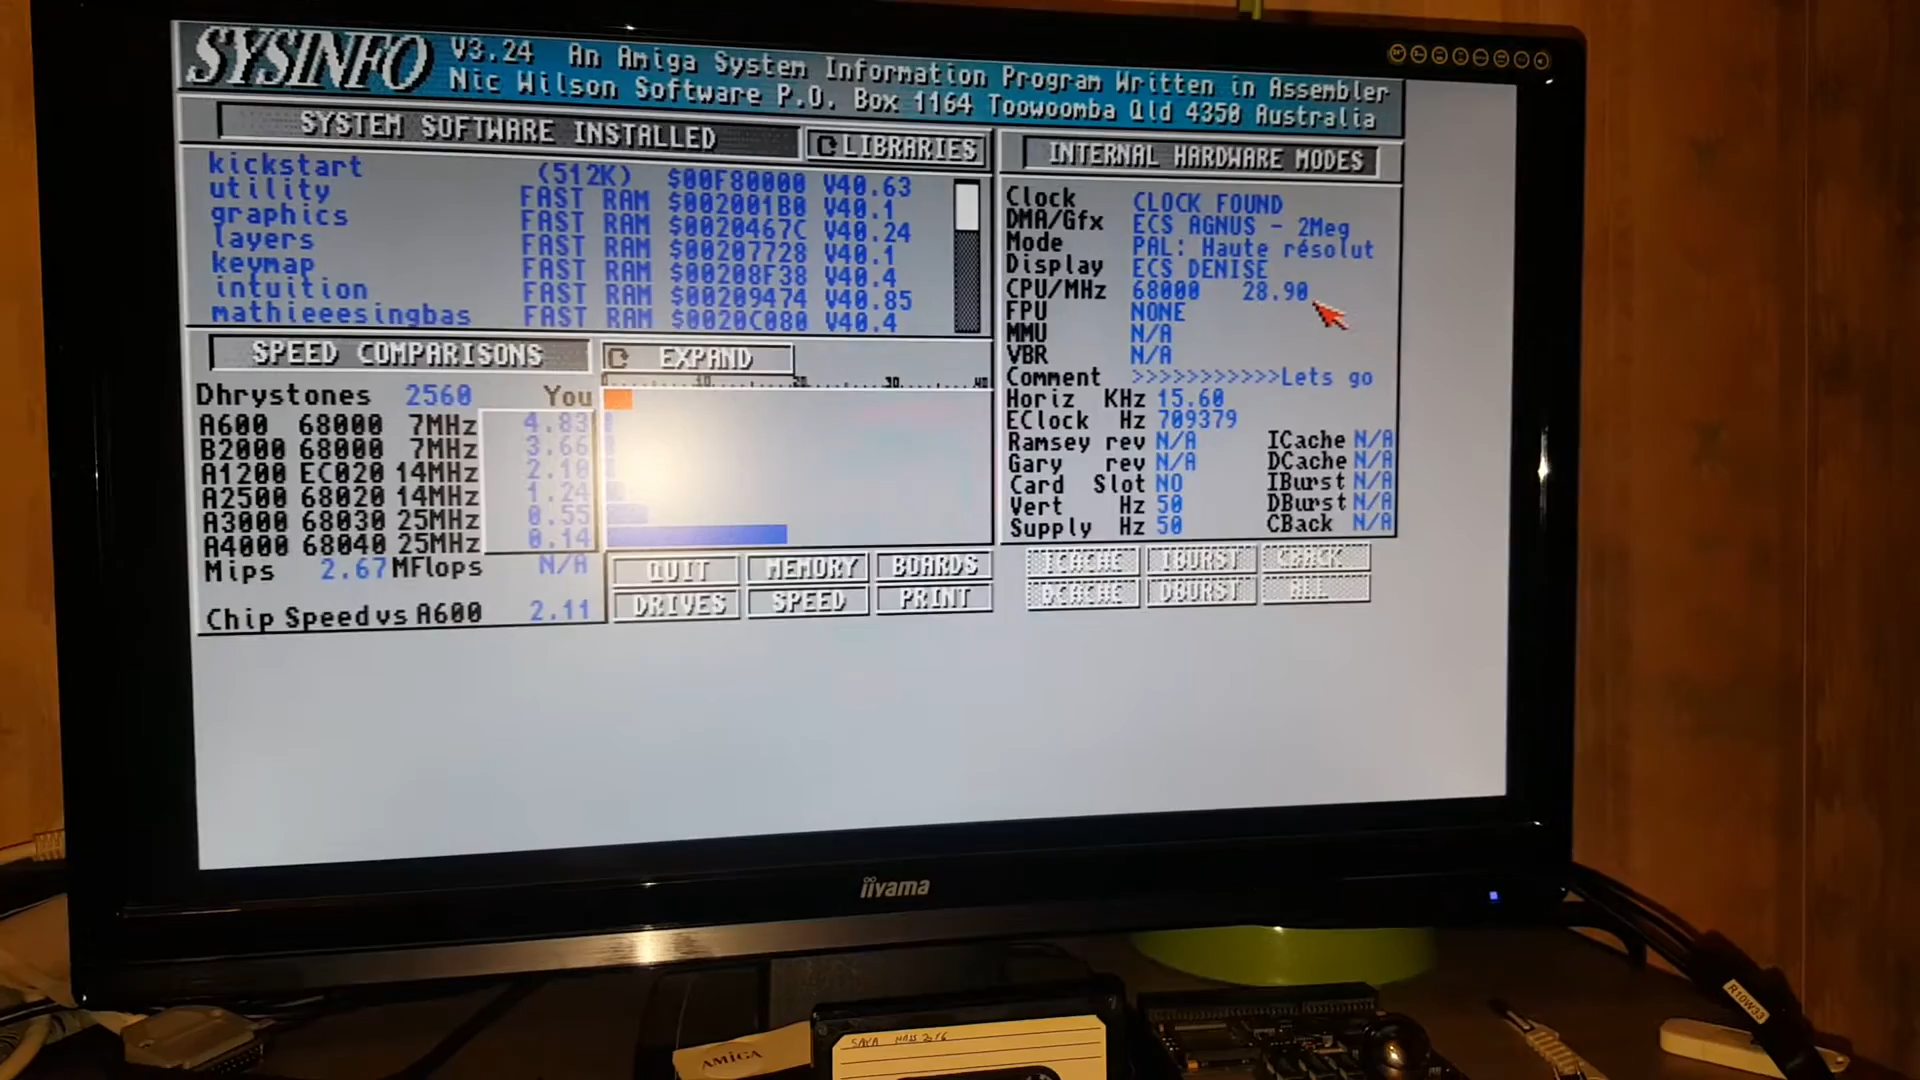 SYSINFO V3.24 An Amiga System Information Program Written in Assembler
Nic Wilson Software P.O. Box 1164 Toowoomba Qld 4350 Australia
SYSTEM SOFTWARE INSTALLED LIBRARIES
kickstart (512K) $00F80000 V40.63
utility FAST RAM $002001B0 V40.1
graphics FAST RAM $0020467C V40.24
layers FAST RAM $00207728 V40.1
keymap FAST RAM $00208F38 V40.4
intuition FAST RAM $00209474 V40.85
mathieeesingbas FAST RAM $0020C080 V40.4
INTERNAL HARDWARE MODES
Clock CLOCK FOUND
DMA/Gfx ECS AGNUS - 2Meg
Mode PAL: Haute résolut
Display ECS DENISE
CPU/MHz 68000 28.90
FPU NONE
MMU N/A
VBR N/A
Comment >>>>>>>>>>>Lets go
Horiz KHz 15.60
EClock Hz 709379
Ramsey rev N/A ICache N/A
Gary rev N/A DCache N/A
Card Slot NO IBurst N/A
Vert Hz 50 DBurst N/A
Supply Hz 50 CBack N/A
SPEED COMPARISONS EXPAND
Dhrystones 2560 You
A600 68000 7MHz 4.83
B2000 68000 7MHz 3.66
A1200 EC020 14MHz 2.10
A2500 68020 14MHz 1.24
A3000 68030 25MHz 0.55
A4000 68040 25MHz 0.14
Mips 2.67 MFlops N/A
Chip Speed vs A600 2.11
QUIT MEMORY BOARDS
DRIVES SPEED PRINT
ICACHE IBURST CBACK
DCACHE DBURST ALL
iiyama
AMIGA
R10W33